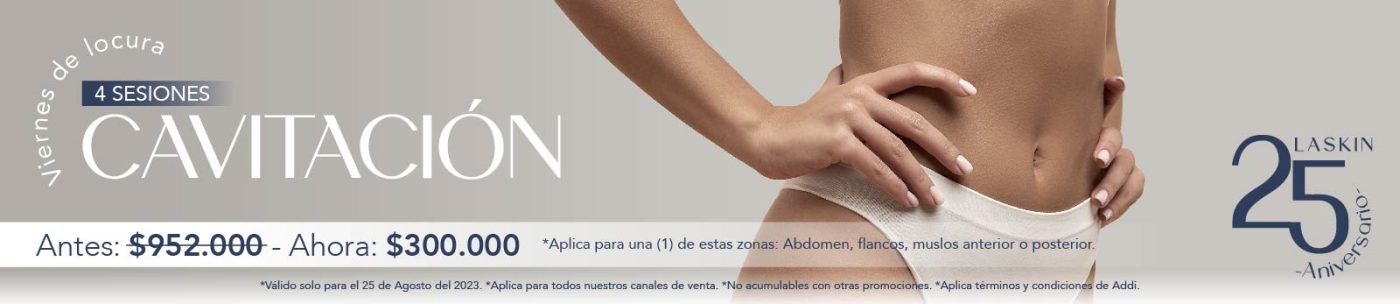 Viernes de locura
4 SESIONES
CAVITACIÓN
Antes: $952.000 - Ahora: $300.000
*Aplica para una (1) de estas zonas: Abdomen, flancos, muslos anterior o posterior.
*Válido solo para el 25 de Agosto del 2023. *Aplica para todos nuestros canales de venta. *No acumulables con otras promociones. *Aplica términos y condiciones de Addi.
LASKIN
25
-Aniversario-